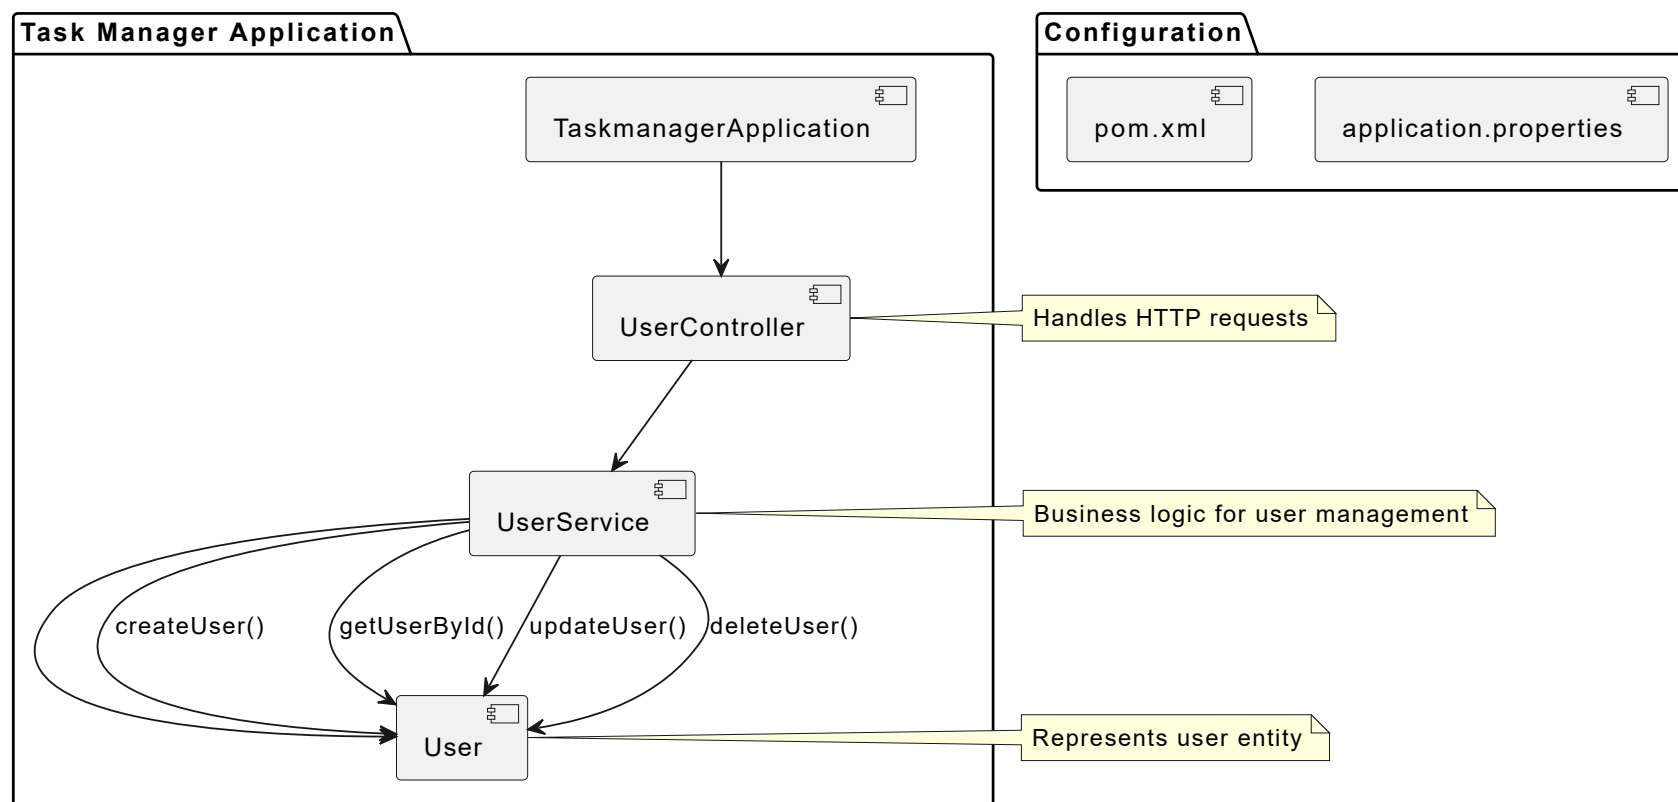 Task Manager Application
Configuration
TaskmanagerApplication
pom.xml
application.properties
UserController
Handles HTTP requests
UserService
Business logic for user management
createUser()
getUserById()
updateUser()
deleteUser()
User
Represents user entity